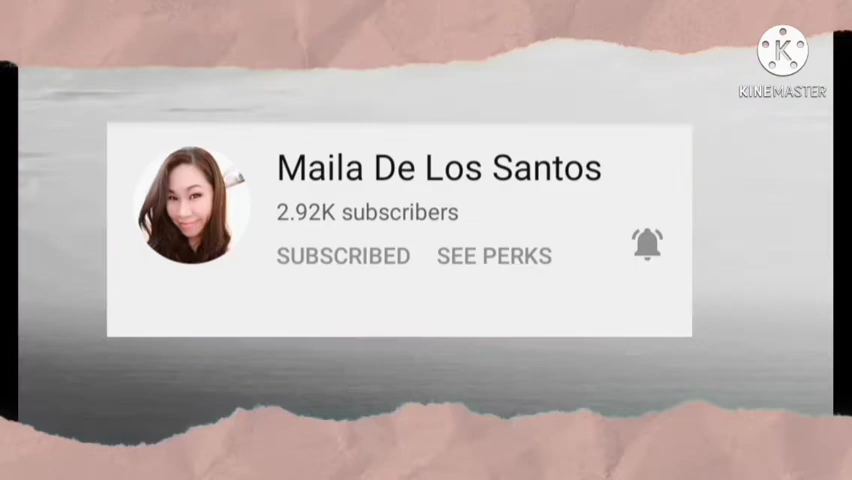 K
KINEMASTER
Maila De Los Santos
2.92K subscribers
SUBSCRIBED SEE PERKS